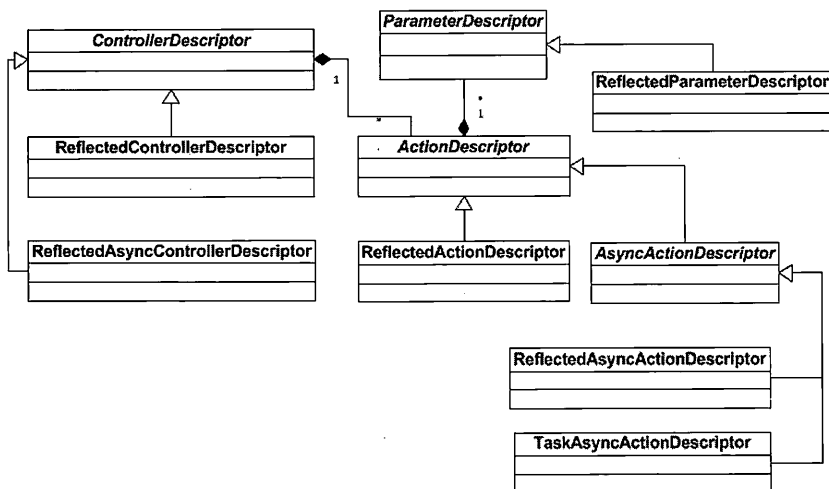 ParameterDescriptor
ControllerDescriptor
ReflectedParameterDescriptor
1
*
*
1
ReflectedControllerDescriptor
ActionDescriptor
ReflectedAsyncControllerDescriptor
ReflectedActionDescriptor
AsyncActionDescriptor
ReflectedAsyncActionDescriptor
TaskAsyncActionDescriptor